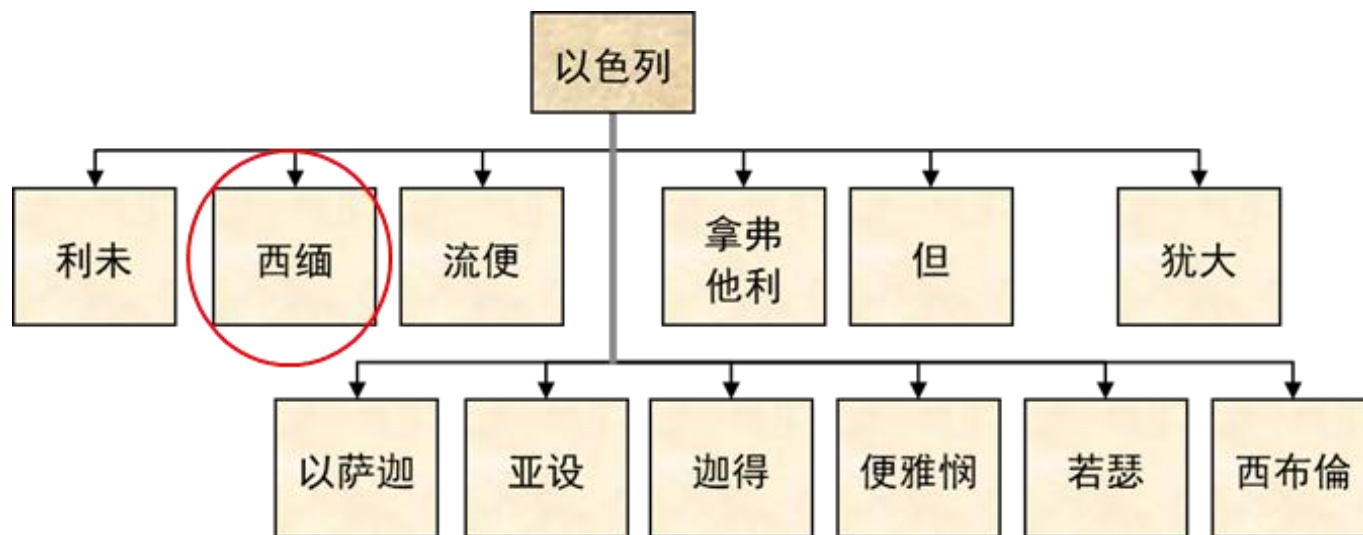 以色列
利未
西缅
流便
拿弗
他利
但
犹大
以萨迦
亚设
迦得
便雅悯
若瑟
西布倫